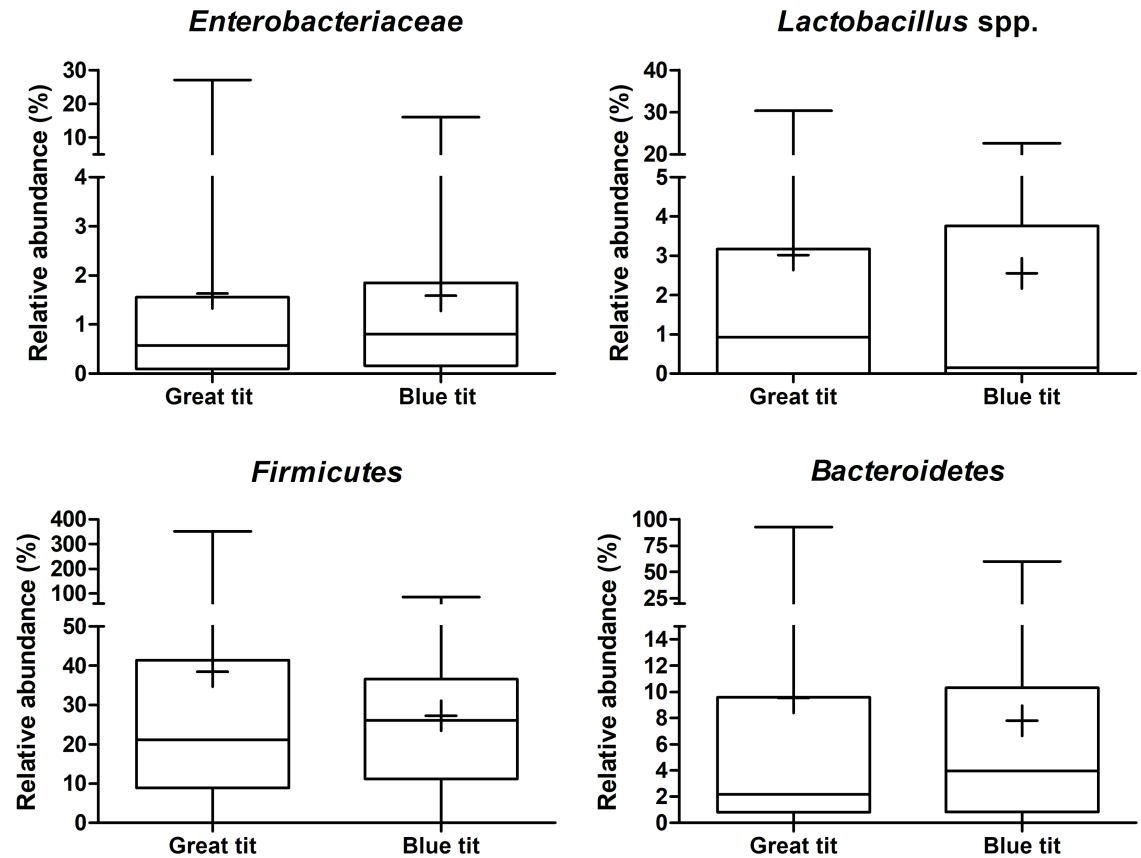 Enterobacteriaceae
Relative abundance (%)
30
20
10
4
3
2
1
0
Great tit
Blue tit
Lactobacillus spp.
Relative abundance (%)
40
30
20
5
4
3
2
1
0
Great tit
Blue tit
Firmicutes
Relative abundance (%)
400
300
200
100
50
40
30
20
10
0
Great tit
Blue tit
Bacteroidetes
Relative abundance (%)
100
75
50
25
14
12
10
8
6
4
2
0
Great tit
Blue tit